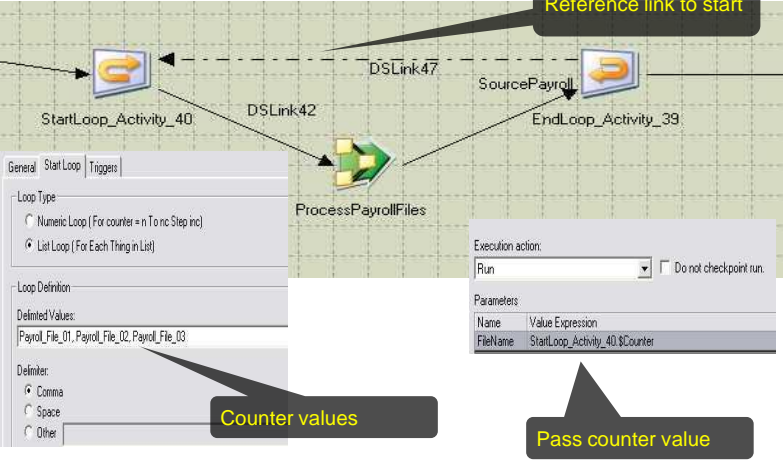 Reference link to start
DSLink47
SourcePayroll
StartLoop_Activity_40
DSLink42
EndLoop_Activity_39
ProcessPayrollFiles
General Start Loop Triggers
Loop Type
Numeric Loop ( For counter = n To nc Step inc)
List Loop ( For Each Thing in List)
Loop Definition
Delimited Values:
Payroll_File_01, Payroll_File_02, Payroll_File_03
Delimiter:
Comma
Space
Other
Counter values
Execution action:
Run
Do not checkpoint run.
Parameters
Name Value Expression
FileName StartLoop_Activity_40.$Counter
Pass counter value